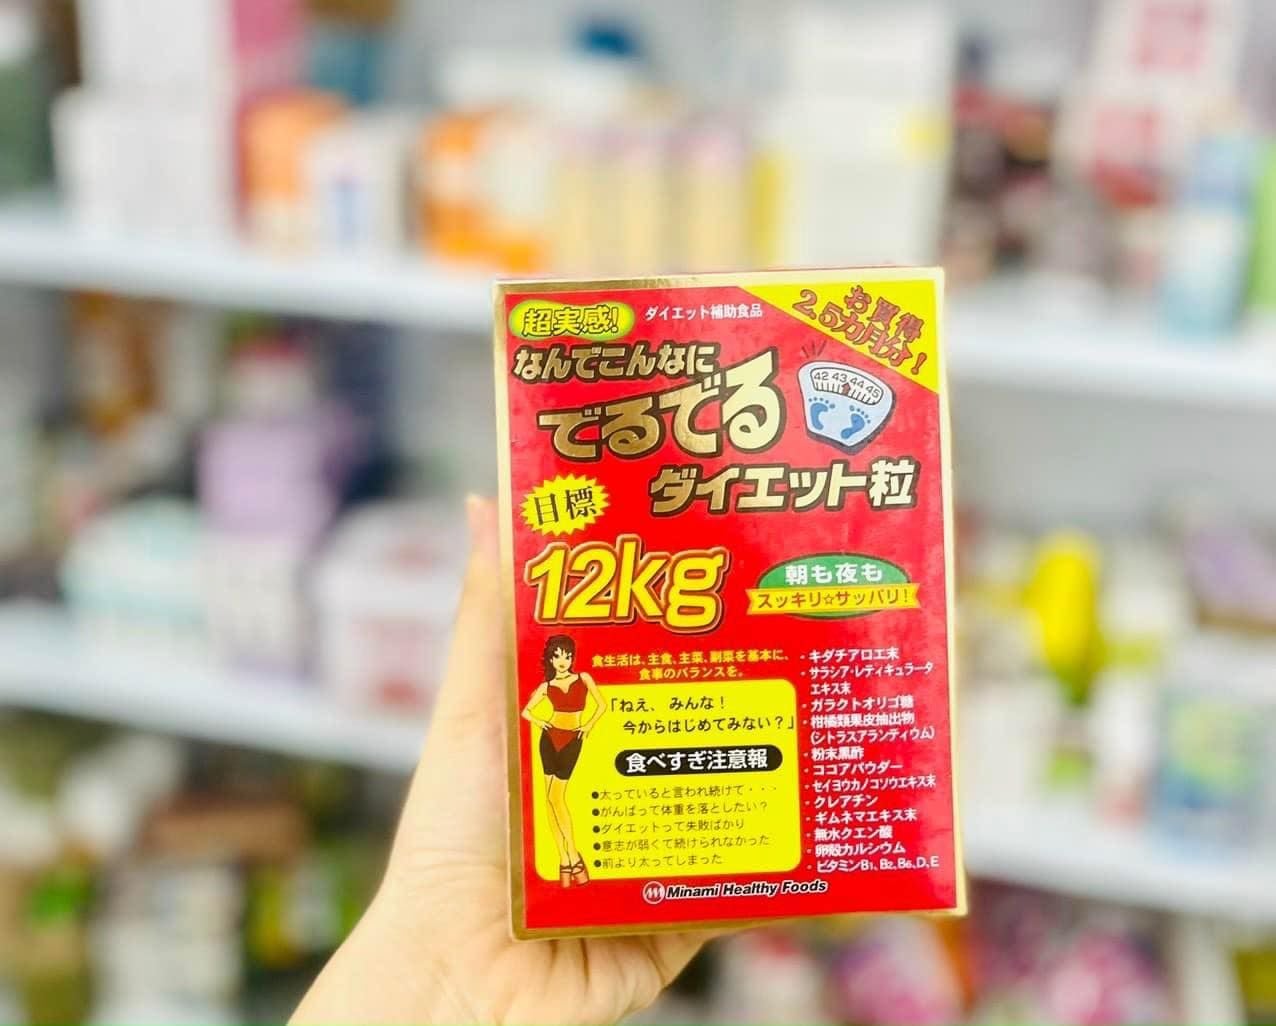 超実感!
ダイエット補助食品
お買得
2.5カ月分!
なんでこんなに
でるでる
ダイエット粒
42 43 44 45
目標
12kg
朝も夜も
スッキリ☆サッパリ!
食生活は、主食、主菜、副菜を基本に、
食事のバランスを。
「ねえ、みんな!
今からはじめてみない?」
食べすぎ注意報
●太っていると言われ続けて・・・
●がんばって体重を落としたい?
●ダイエットって失敗ばかり
●意志が弱くて続けられなかった
●前より太ってしまった
・キダチアロエ末
・サラシア・レティキュラータ
エキス末
・ガラクトオリゴ糖
・柑橘類果皮抽出物
(シトラスアランティウム)
・粉末黒酢
・ココアパウダー
・セイヨウカノコソウエキス末
・クレアチン
・ギムネマエキス末
・無水クエン酸
・卵殻カルシウム
・ビタミンB1、B2、B6、D、E
Minami Healthy Foods